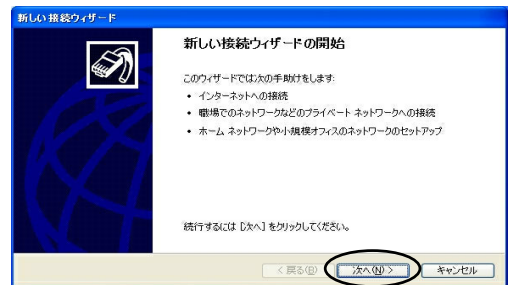 新しい接続ウィザード
新しい接続ウィザードの開始
このウィザードでは次の手助けをします:
• インターネットへの接続
• 職場でのネットワークなどのプライベート ネットワークへの接続
• ホーム ネットワークや小規模オフィスのネットワークのセットアップ
続行するには [次へ] をクリックしてください。
< 戻る(B) 次へ(N) > キャンセル